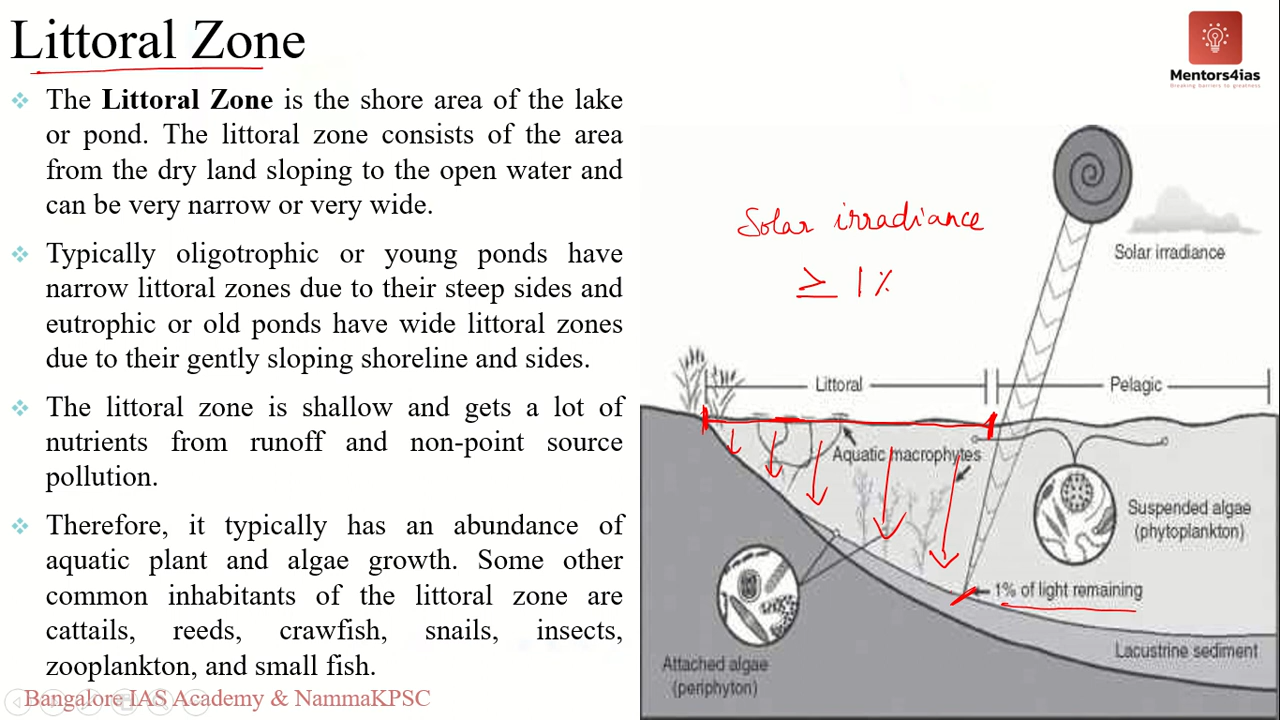 Littoral Zone
Mentors4ias
Breaking barriers to greatness
The Littoral Zone is the shore area of the lake
or pond. The littoral zone consists of the area
from the dry land sloping to the open water and
can be very narrow or very wide.
Typically oligotrophic or young ponds have
narrow littoral zones due to their steep sides and
eutrophic or old ponds have wide littoral zones
due to their gently sloping shoreline and sides.
The littoral zone is shallow and gets a lot of
nutrients from runoff and non-point source
pollution.
Therefore, it typically has an abundance of
aquatic plant and algae growth. Some other
common inhabitants of the littoral zone are
cattails, reeds, crawfish, snails, insects,
zooplankton, and small fish.
Bangalore IAS Academy & NammaKPSC
Solar irradiance
≥ 1%
Solar irradiance
Littoral
Pelagic
Aquatic macrophytes
Suspended algae
(phytoplankton)
1% of light remaining
Lacustrine sediment
Attached algae
(periphyton)